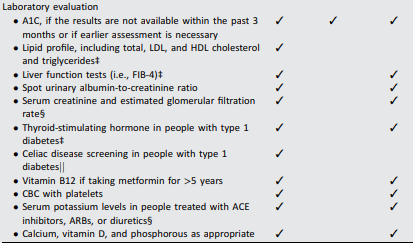 Laboratory evaluation
• A1C, if the results are not available within the past 3 ✓ ✓ ✓
months or if earlier assessment is necessary
• Lipid profile, including total, LDL, and HDL cholesterol ✓
and triglycerides‡
• Liver function tests (i.e., FIB-4)‡ ✓ ✓
• Spot urinary albumin-to-creatinine ratio ✓ ✓
• Serum creatinine and estimated glomerular filtration ✓ ✓
rate§
• Thyroid-stimulating hormone in people with type 1 ✓ ✓
diabetes‡
• Celiac disease screening in people with type 1 ✓
diabetes||
• Vitamin B12 if taking metformin for >5 years ✓ ✓
• CBC with platelets ✓ ✓
• Serum potassium levels in people treated with ACE ✓ ✓
inhibitors, ARBs, or diuretics§
• Calcium, vitamin D, and phosphorous as appropriate ✓ ✓